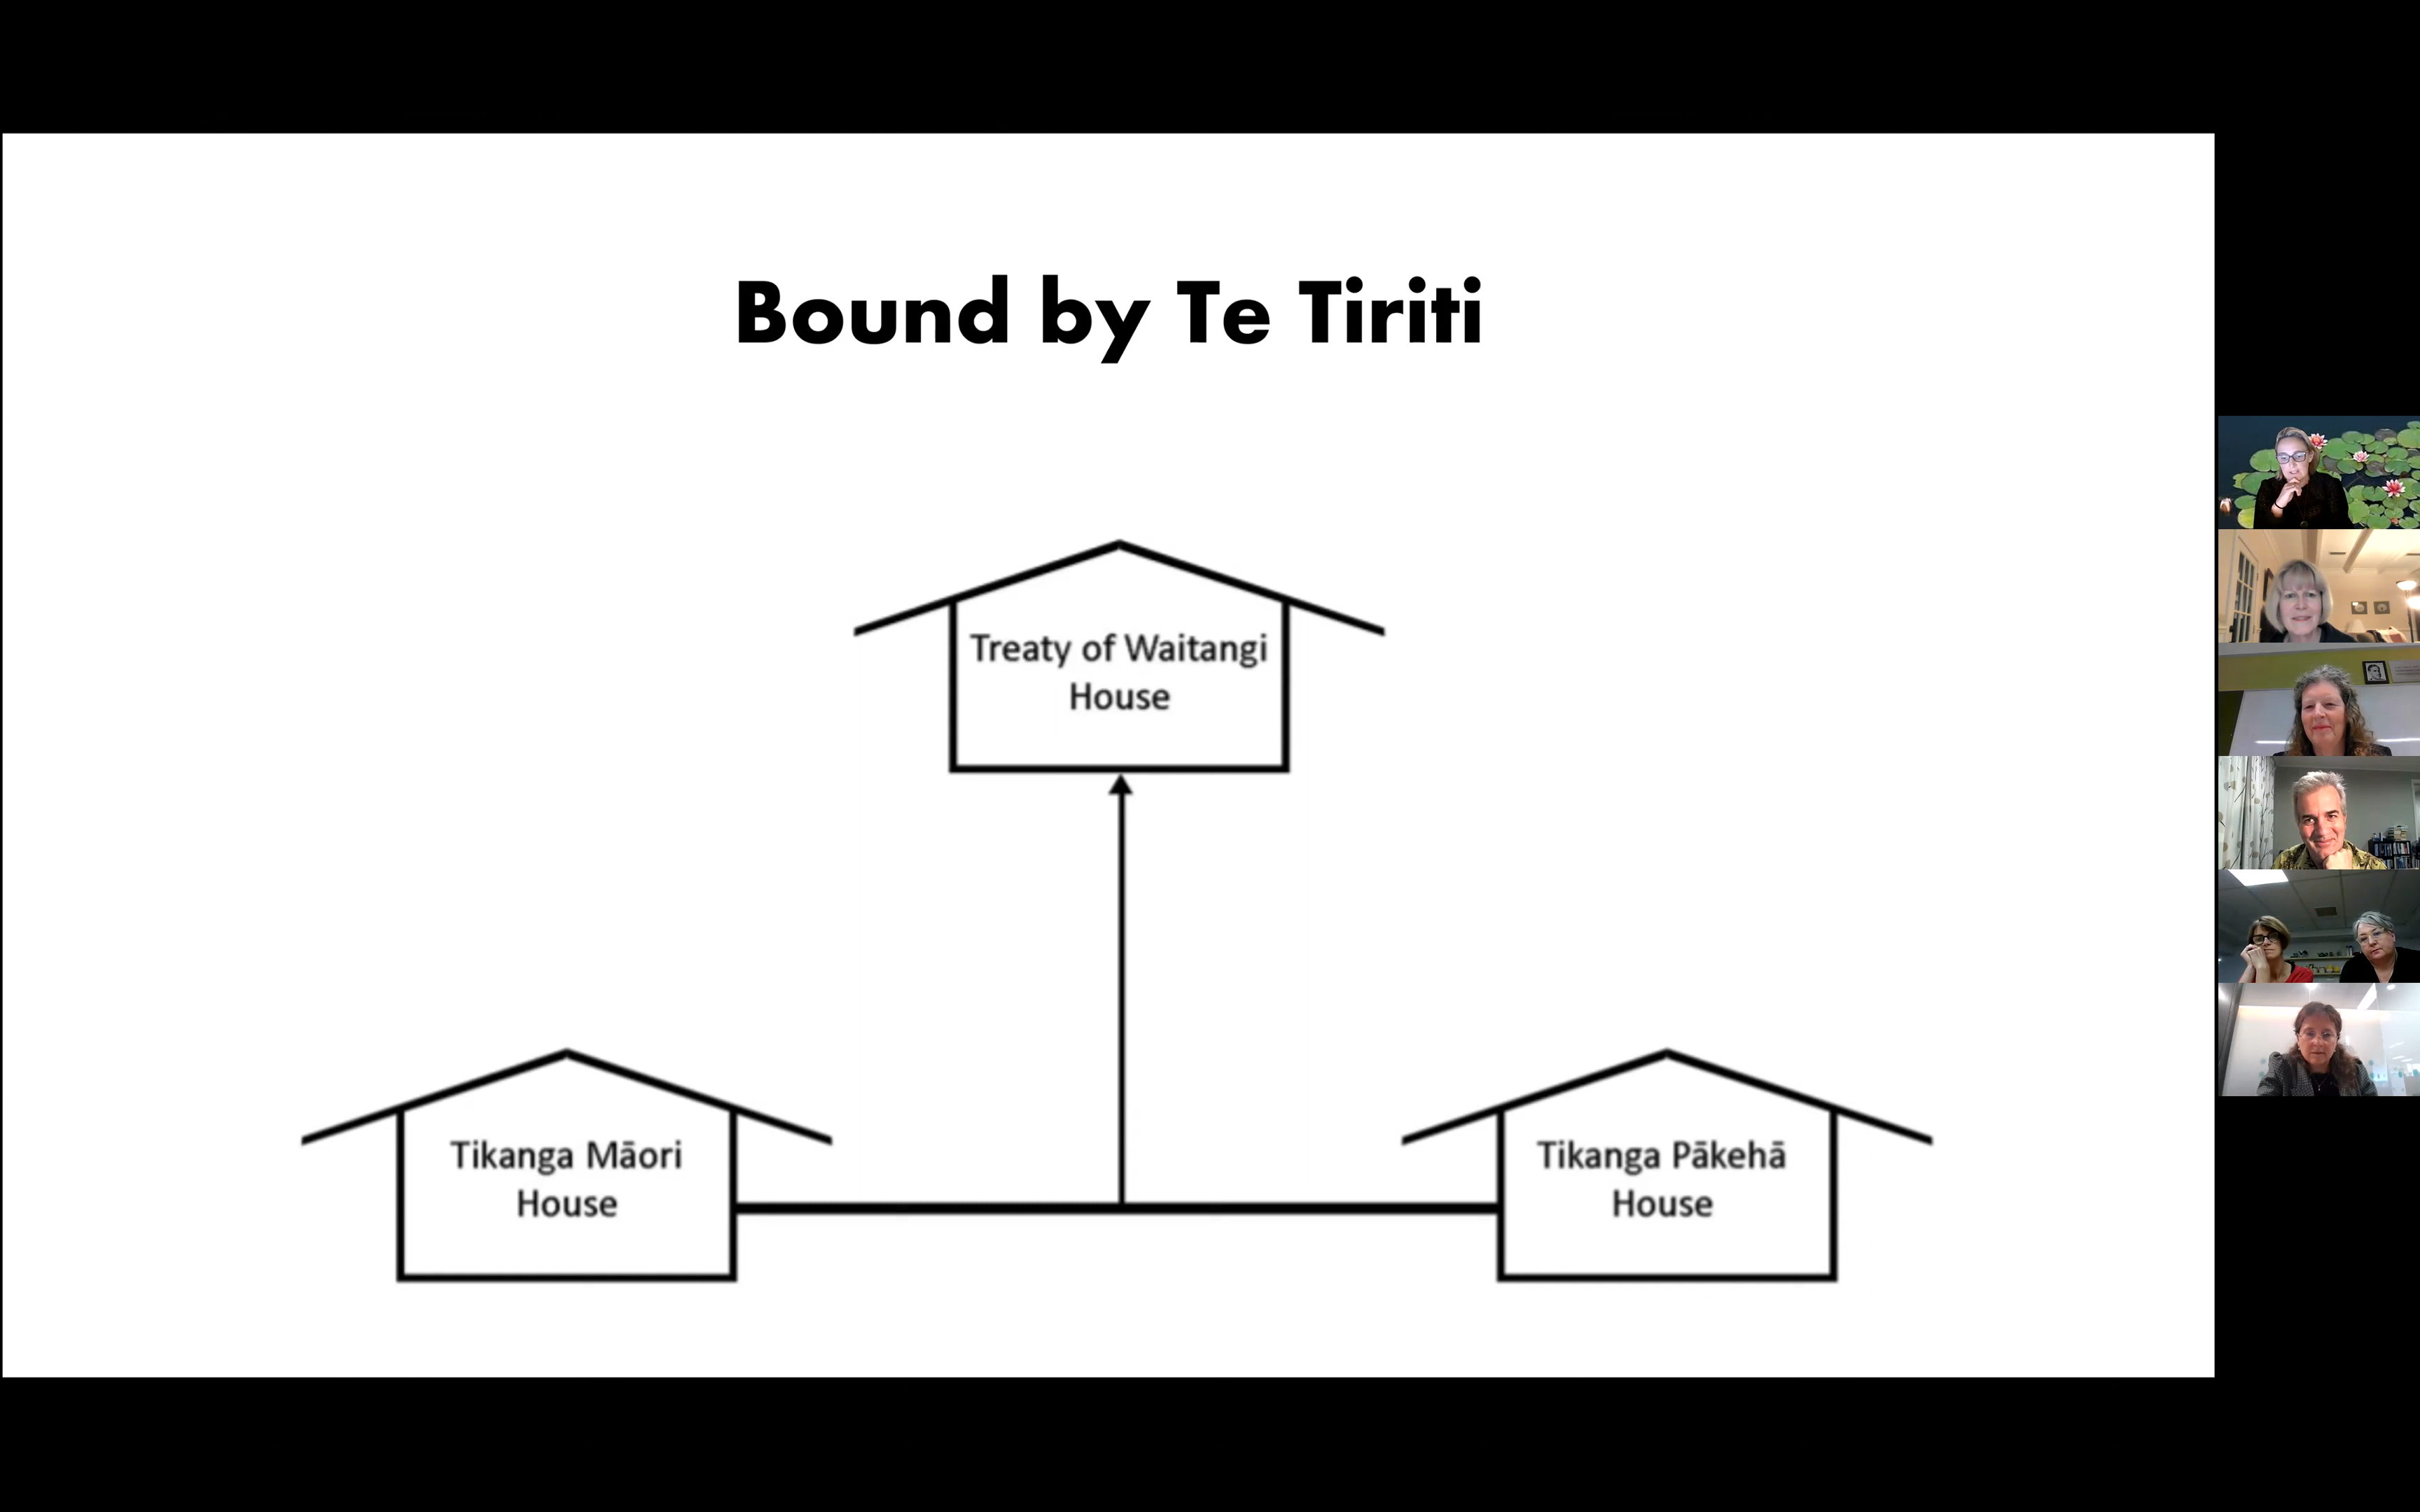 Bound by Te Tiriti
Treaty of Waitangi
House
Tikanga Māori
House
Tikanga Pākehā
House